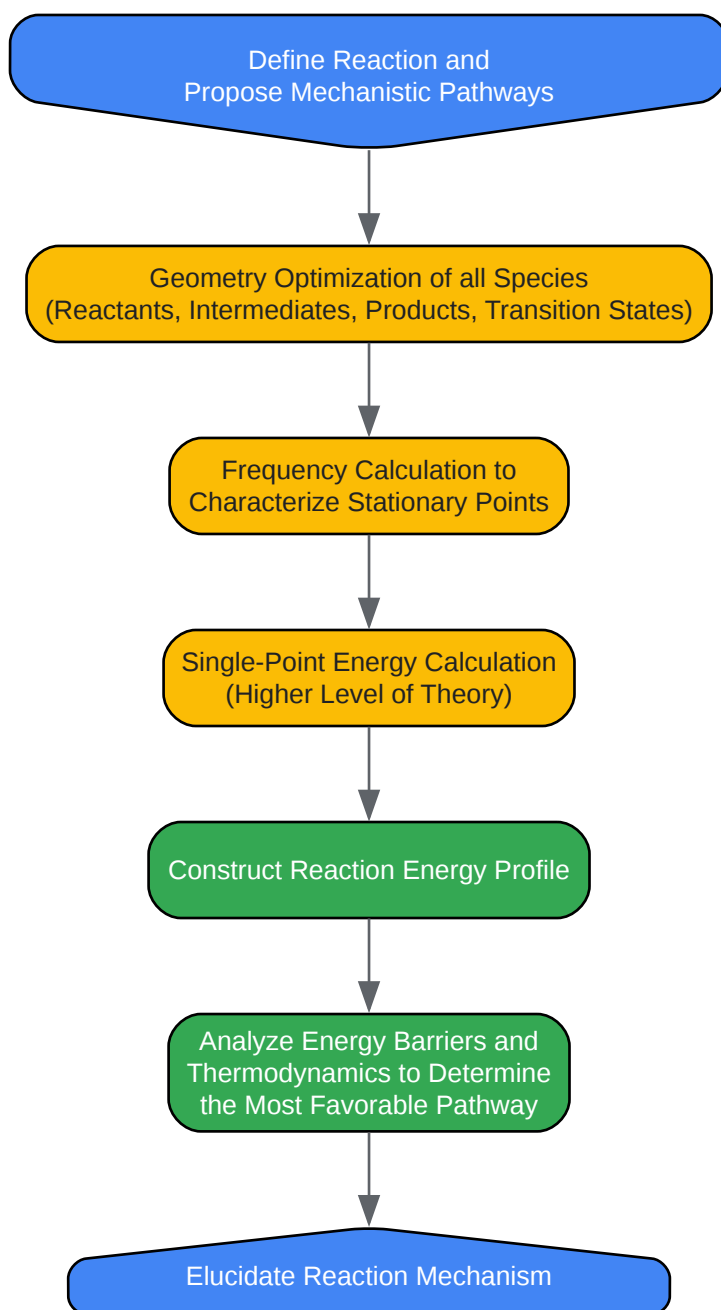 Define Reaction and
Propose Mechanistic Pathways
Geometry Optimization of all Species
(Reactants, Intermediates, Products, Transition States)
Frequency Calculation to
Characterize Stationary Points
Single-Point Energy Calculation
(Higher Level of Theory)
Construct Reaction Energy Profile
Analyze Energy Barriers and
Thermodynamics to Determine
the Most Favorable Pathway
Elucidate Reaction Mechanism